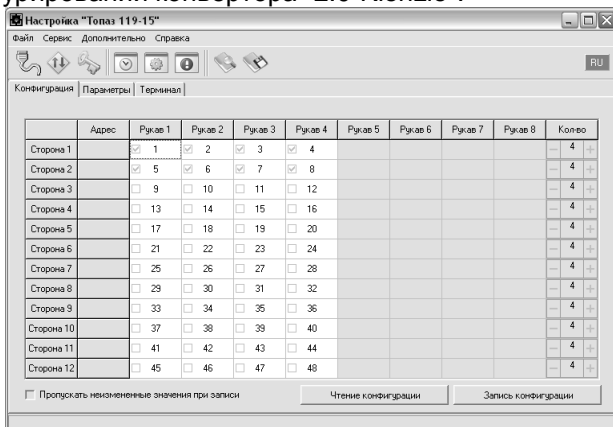 урировании конвертора "2.0-Kienzle":
Настройка "Топаз 119-15"
Файл Сервис Дополнительно Справка
RU
Конфигурация Параметры Терминал
Адрес Рукав 1 Рукав 2 Рукав 3 Рукав 4 Рукав 5 Рукав 6 Рукав 7 Рукав 8 Кол-во
Сторона 1 1 2 3 4 − 4 +
Сторона 2 5 6 7 8 − 4 +
Сторона 3 9 10 11 12 − 4 +
Сторона 4 13 14 15 16 − 4 +
Сторона 5 17 18 19 20 − 4 +
Сторона 6 21 22 23 24 − 4 +
Сторона 7 25 26 27 28 − 4 +
Сторона 8 29 30 31 32 − 4 +
Сторона 9 33 34 35 36 − 4 +
Сторона 10 37 38 39 40 − 4 +
Сторона 11 41 42 43 44 − 4 +
Сторона 12 45 46 47 48 − 4 +
Пропускать неизмененные значения при записи Чтение конфигурации Запись конфигурации